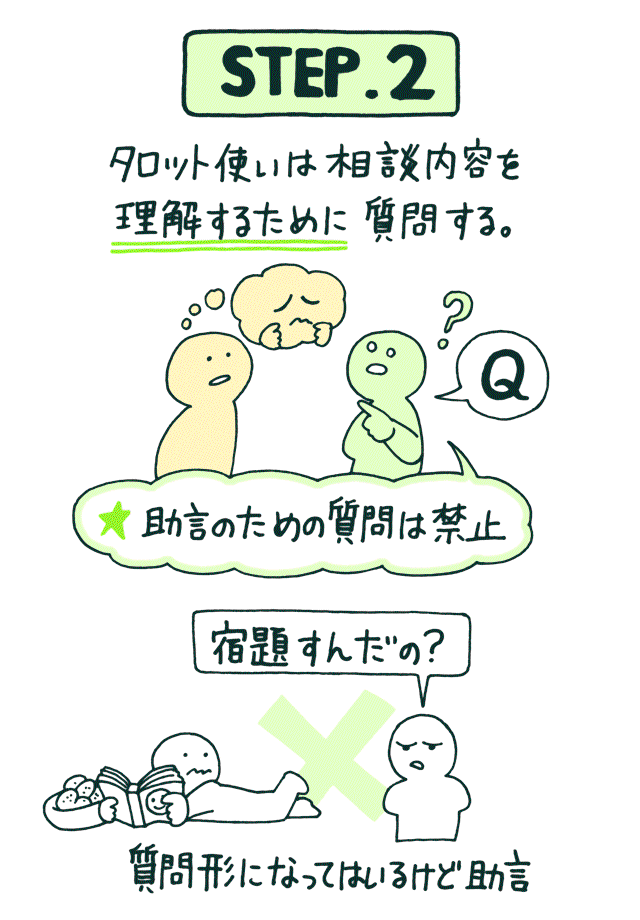 STEP.2
タロット使いは相談内容を
理解するために質問する。
?
Q
★助言のための質問は禁止
宿題すんだの?
質問形になってはいるけど助言